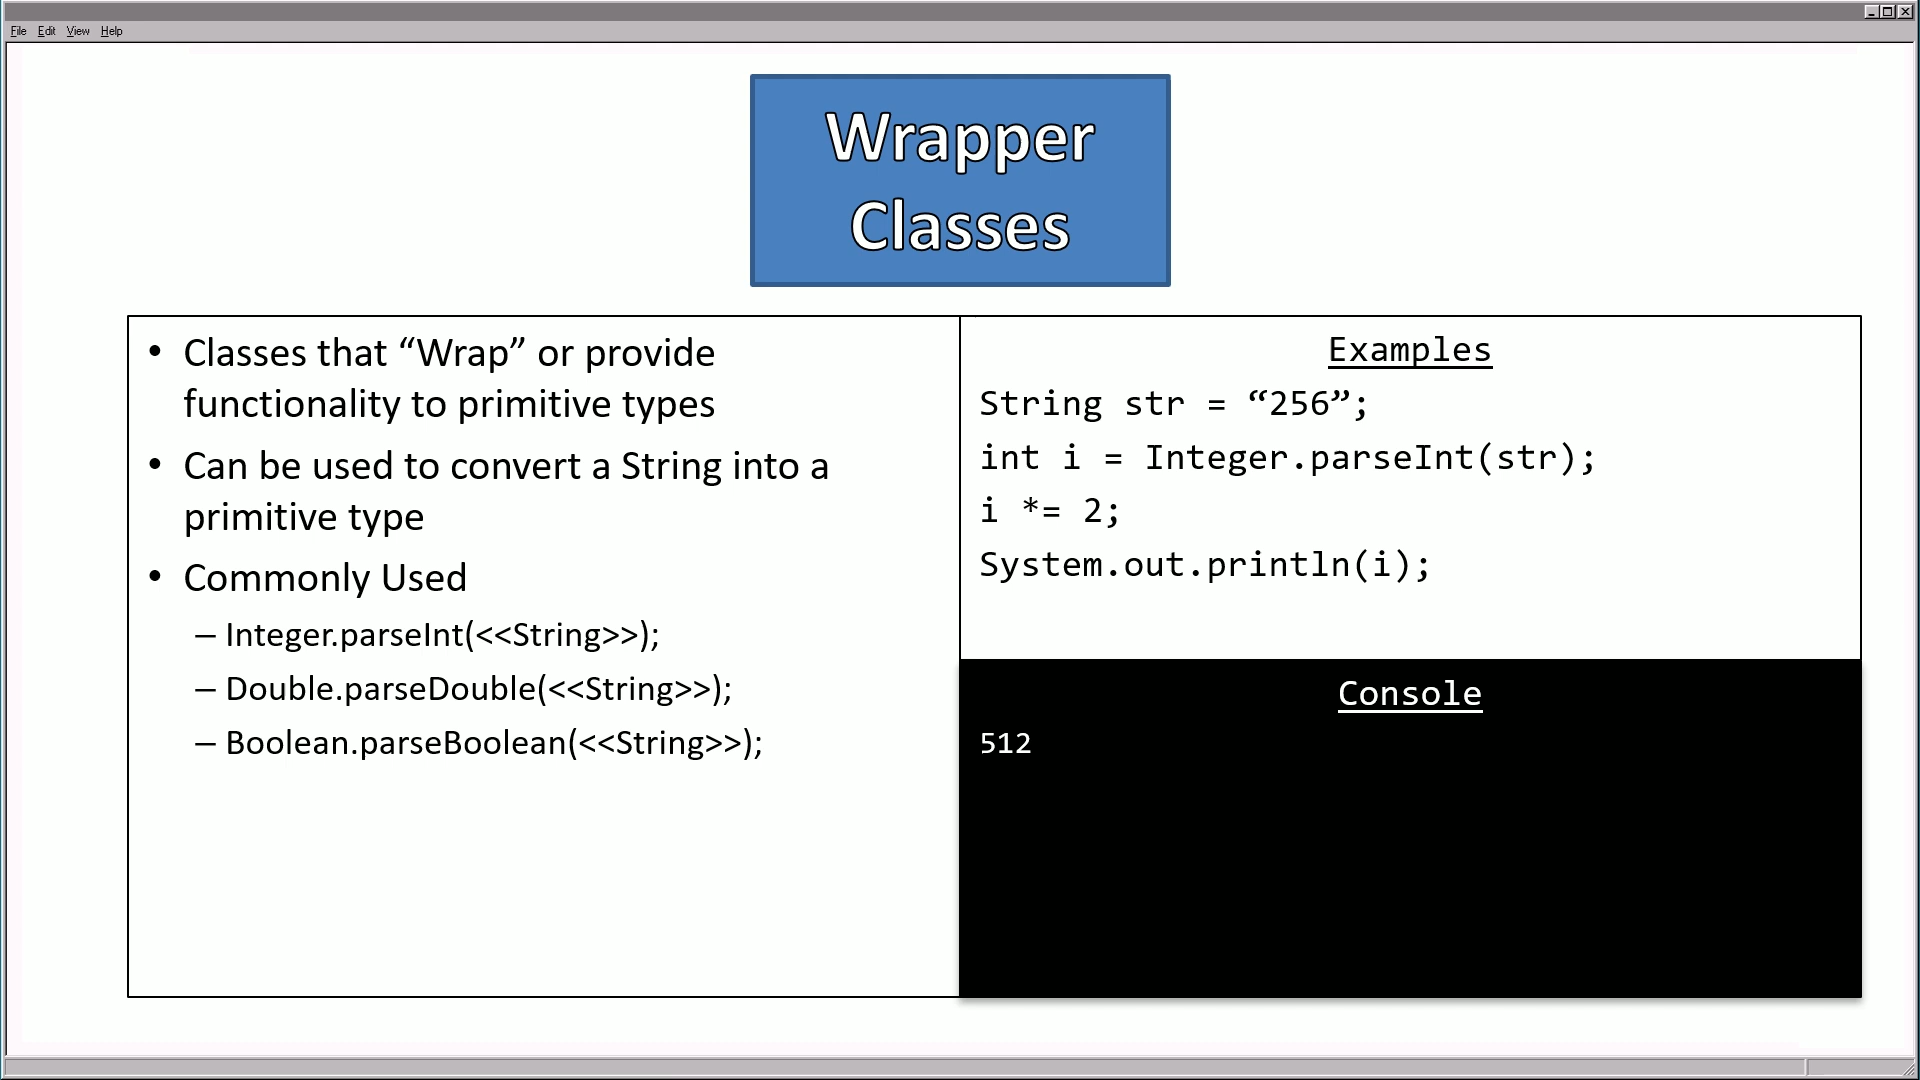 File Edit View Help
Wrapper
Classes
• Classes that “Wrap” or provide
functionality to primitive types
• Can be used to convert a String into a
primitive type
• Commonly Used
– Integer.parseInt(<<String>>);
– Double.parseDouble(<<String>>);
– Boolean.parseBoolean(<<String>>);
Examples
String str = “256”;
int i = Integer.parseInt(str);
i *= 2;
System.out.println(i);
Console
512